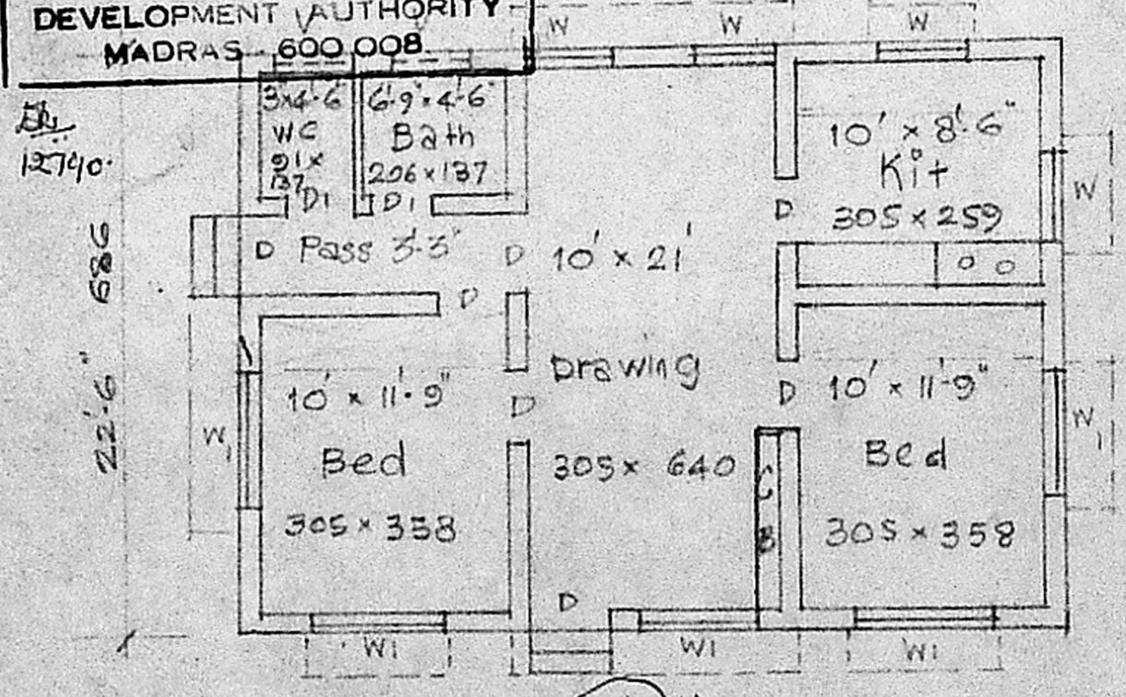 DEVELOPMENT AUTHORITY
MADRAS 600 008
W W W
3'x4'-6" 6'-9"x4'-6"
WC Bath
91x
137 206x137
D1 D1
10' x 8'-6"
Kit
305 x 259
W
D
686
22'-6"
D Pass 3'-3" D 10' x 21'
D
10' x 11'-9"
Bed
305 x 358
W1
D
Drawing
305 x 640
CB
D
D 10' x 11'-9"
Bed
305 x 358
W1
W1 W1 W1